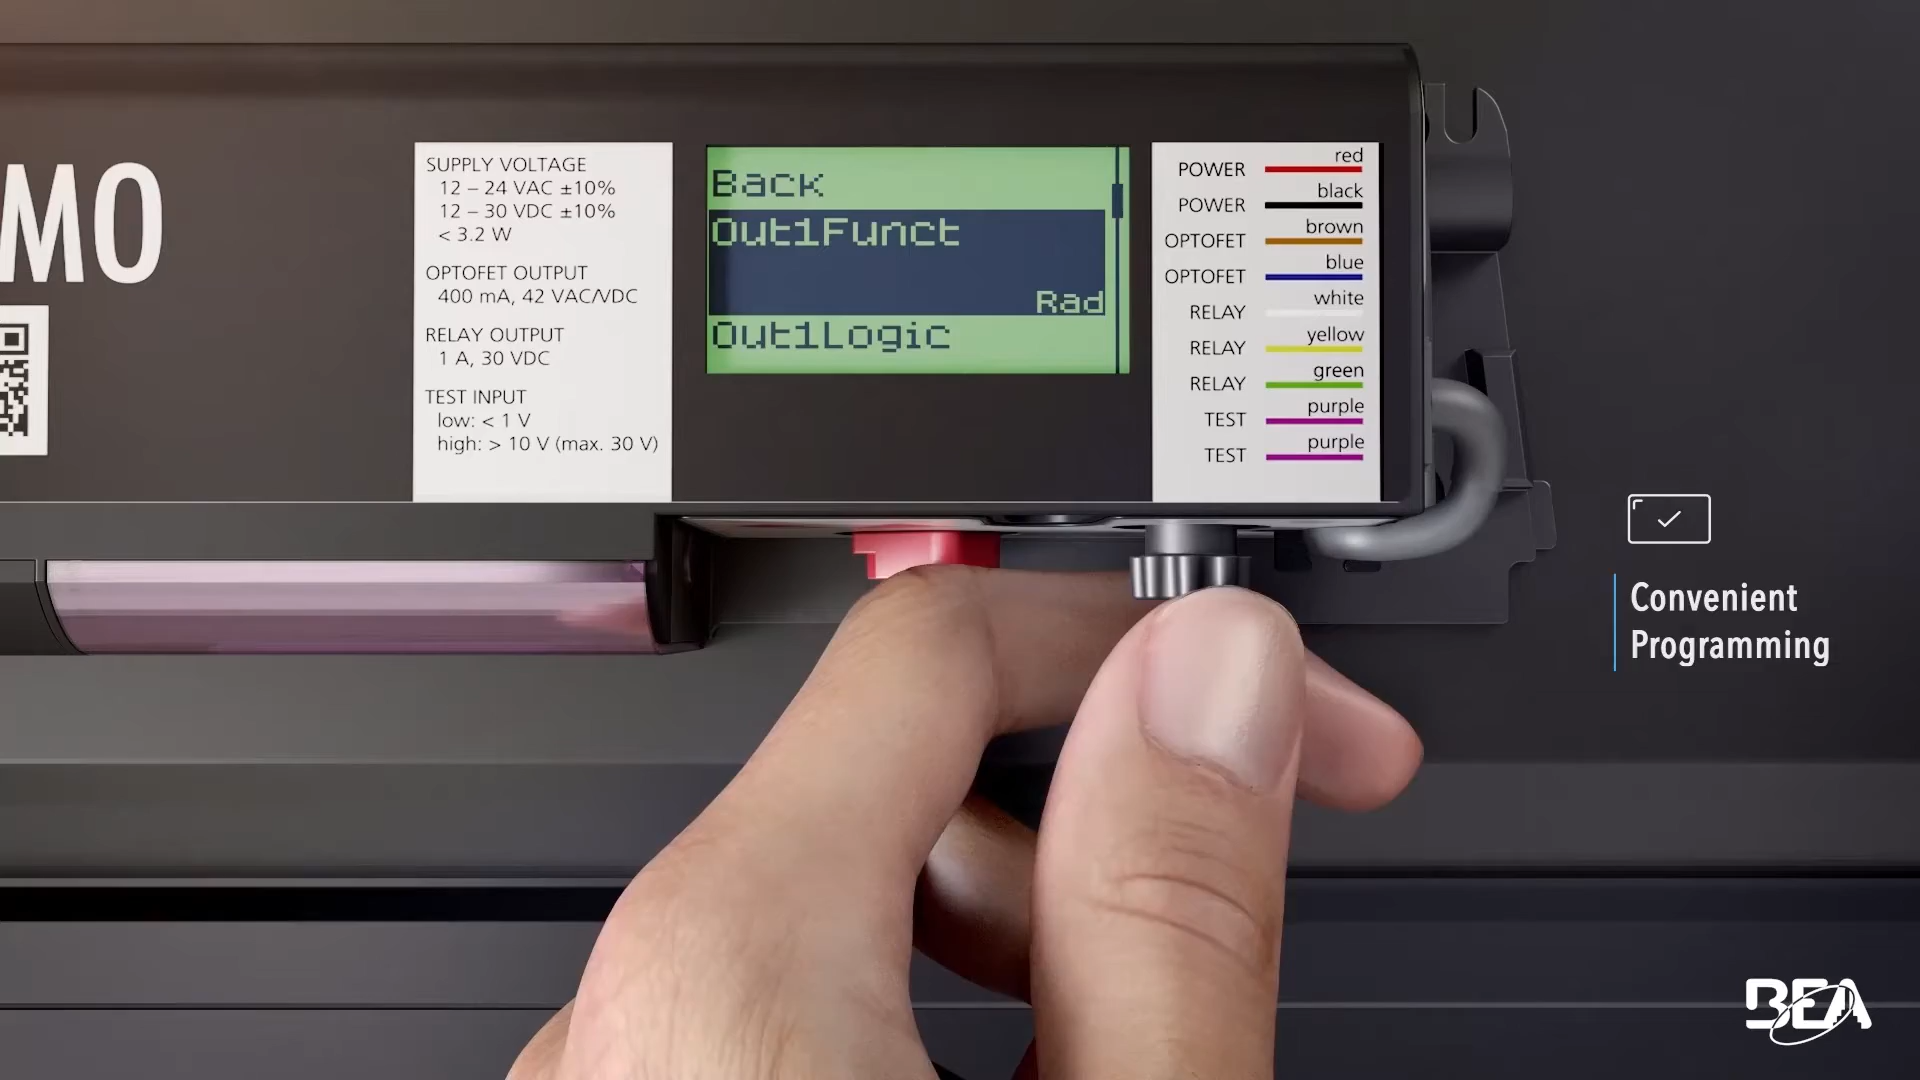 MO
SUPPLY VOLTAGE
12 – 24 VAC ±10%
12 – 30 VDC ±10%
< 3.2 W
OPTOFET OUTPUT
400 mA, 42 VAC/VDC
RELAY OUTPUT
1 A, 30 VDC
TEST INPUT
low: < 1 V
high: > 10 V (max. 30 V)
Back
Out1Funct
Rad
Out1Logic
POWER red
POWER black
OPTOFET brown
OPTOFET blue
RELAY white
RELAY yellow
RELAY green
TEST purple
TEST purple
Convenient
Programming
BEA